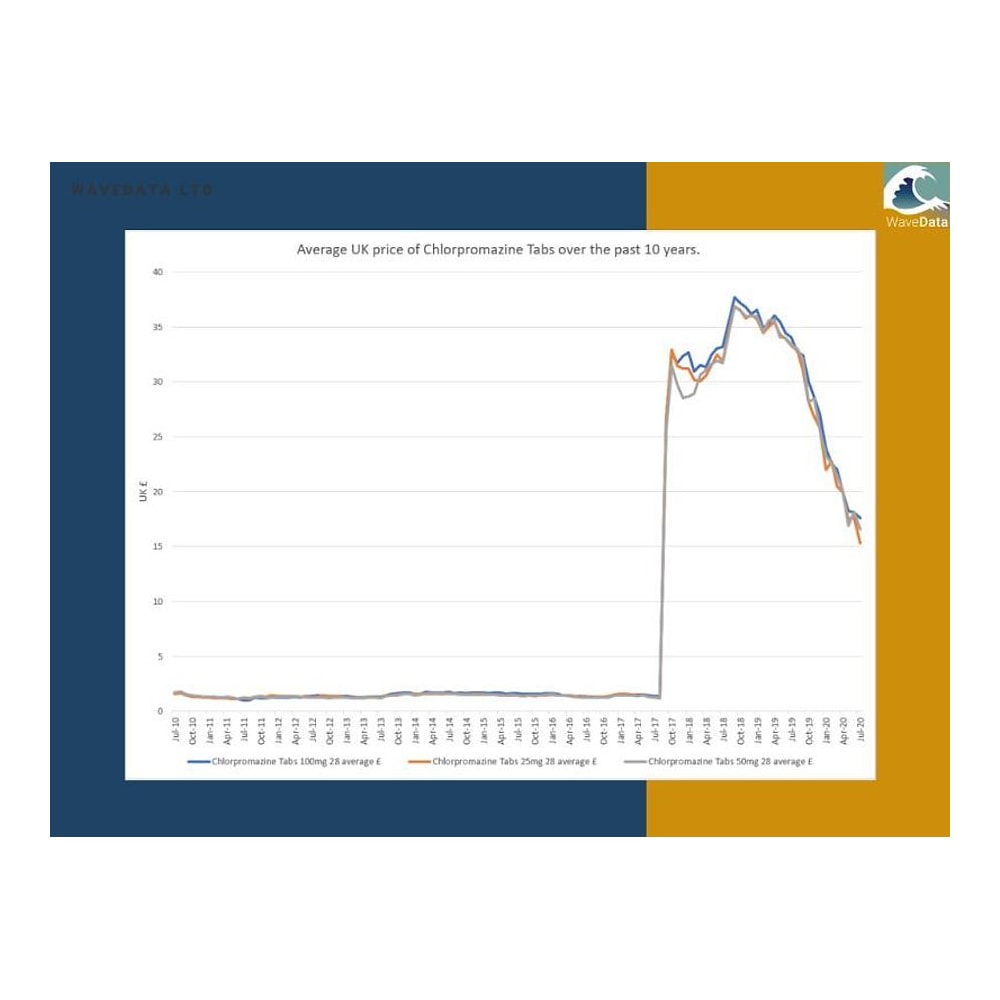 WAVEDATA LTD
WaveData
Average UK price of Chlorpromazine Tabs over the past 10 years.
40
35
30
25
20
15
10
5
0
UK £
Jul-10 Oct-10 Jan-11 Apr-11 Jul-11 Oct-11 Jan-12 Apr-12 Jul-12 Oct-12 Jan-13 Apr-13 Jul-13 Oct-13 Jan-14 Apr-14 Jul-14 Oct-14 Jan-15 Apr-15 Jul-15 Oct-15 Jan-16 Apr-16 Jul-16 Oct-16 Jan-17 Apr-17 Jul-17 Oct-17 Jan-18 Apr-18 Jul-18 Oct-18 Jan-19 Apr-19 Jul-19 Oct-19 Jan-20 Apr-20 Jul-20
Chlorpromazine Tabs 100mg 28 average £ Chlorpromazine Tabs 25mg 28 average £ Chlorpromazine Tabs 50mg 28 average £